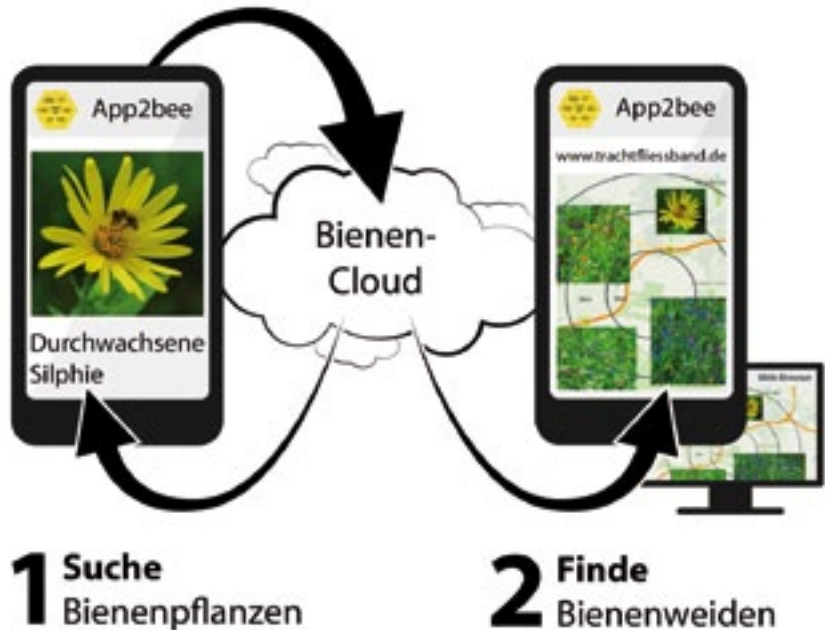 App2bee
Durchwachsene
Silphie
Bienen-
Cloud
App2bee
www.trachtfliessband.de
1 Suche
Bienenpflanzen
2 Finde
Bienenweiden